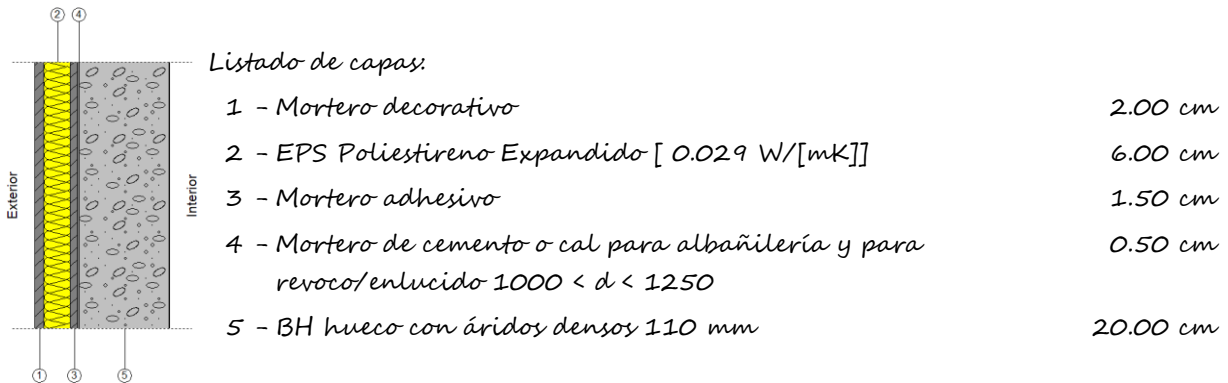 2 4
Listado de capas:
1 - Mortero decorativo 2.00 cm
2 - EPS Poliestireno Expandido [ 0.029 W/[mK]] 6.00 cm
3 - Mortero adhesivo 1.50 cm
4 - Mortero de cemento o cal para albañilería y para 0.50 cm
revoco/enlucido 1000 < d < 1250
5 - BH hueco con áridos densos 110 mm 20.00 cm
Exterior
Interior
1 3 5